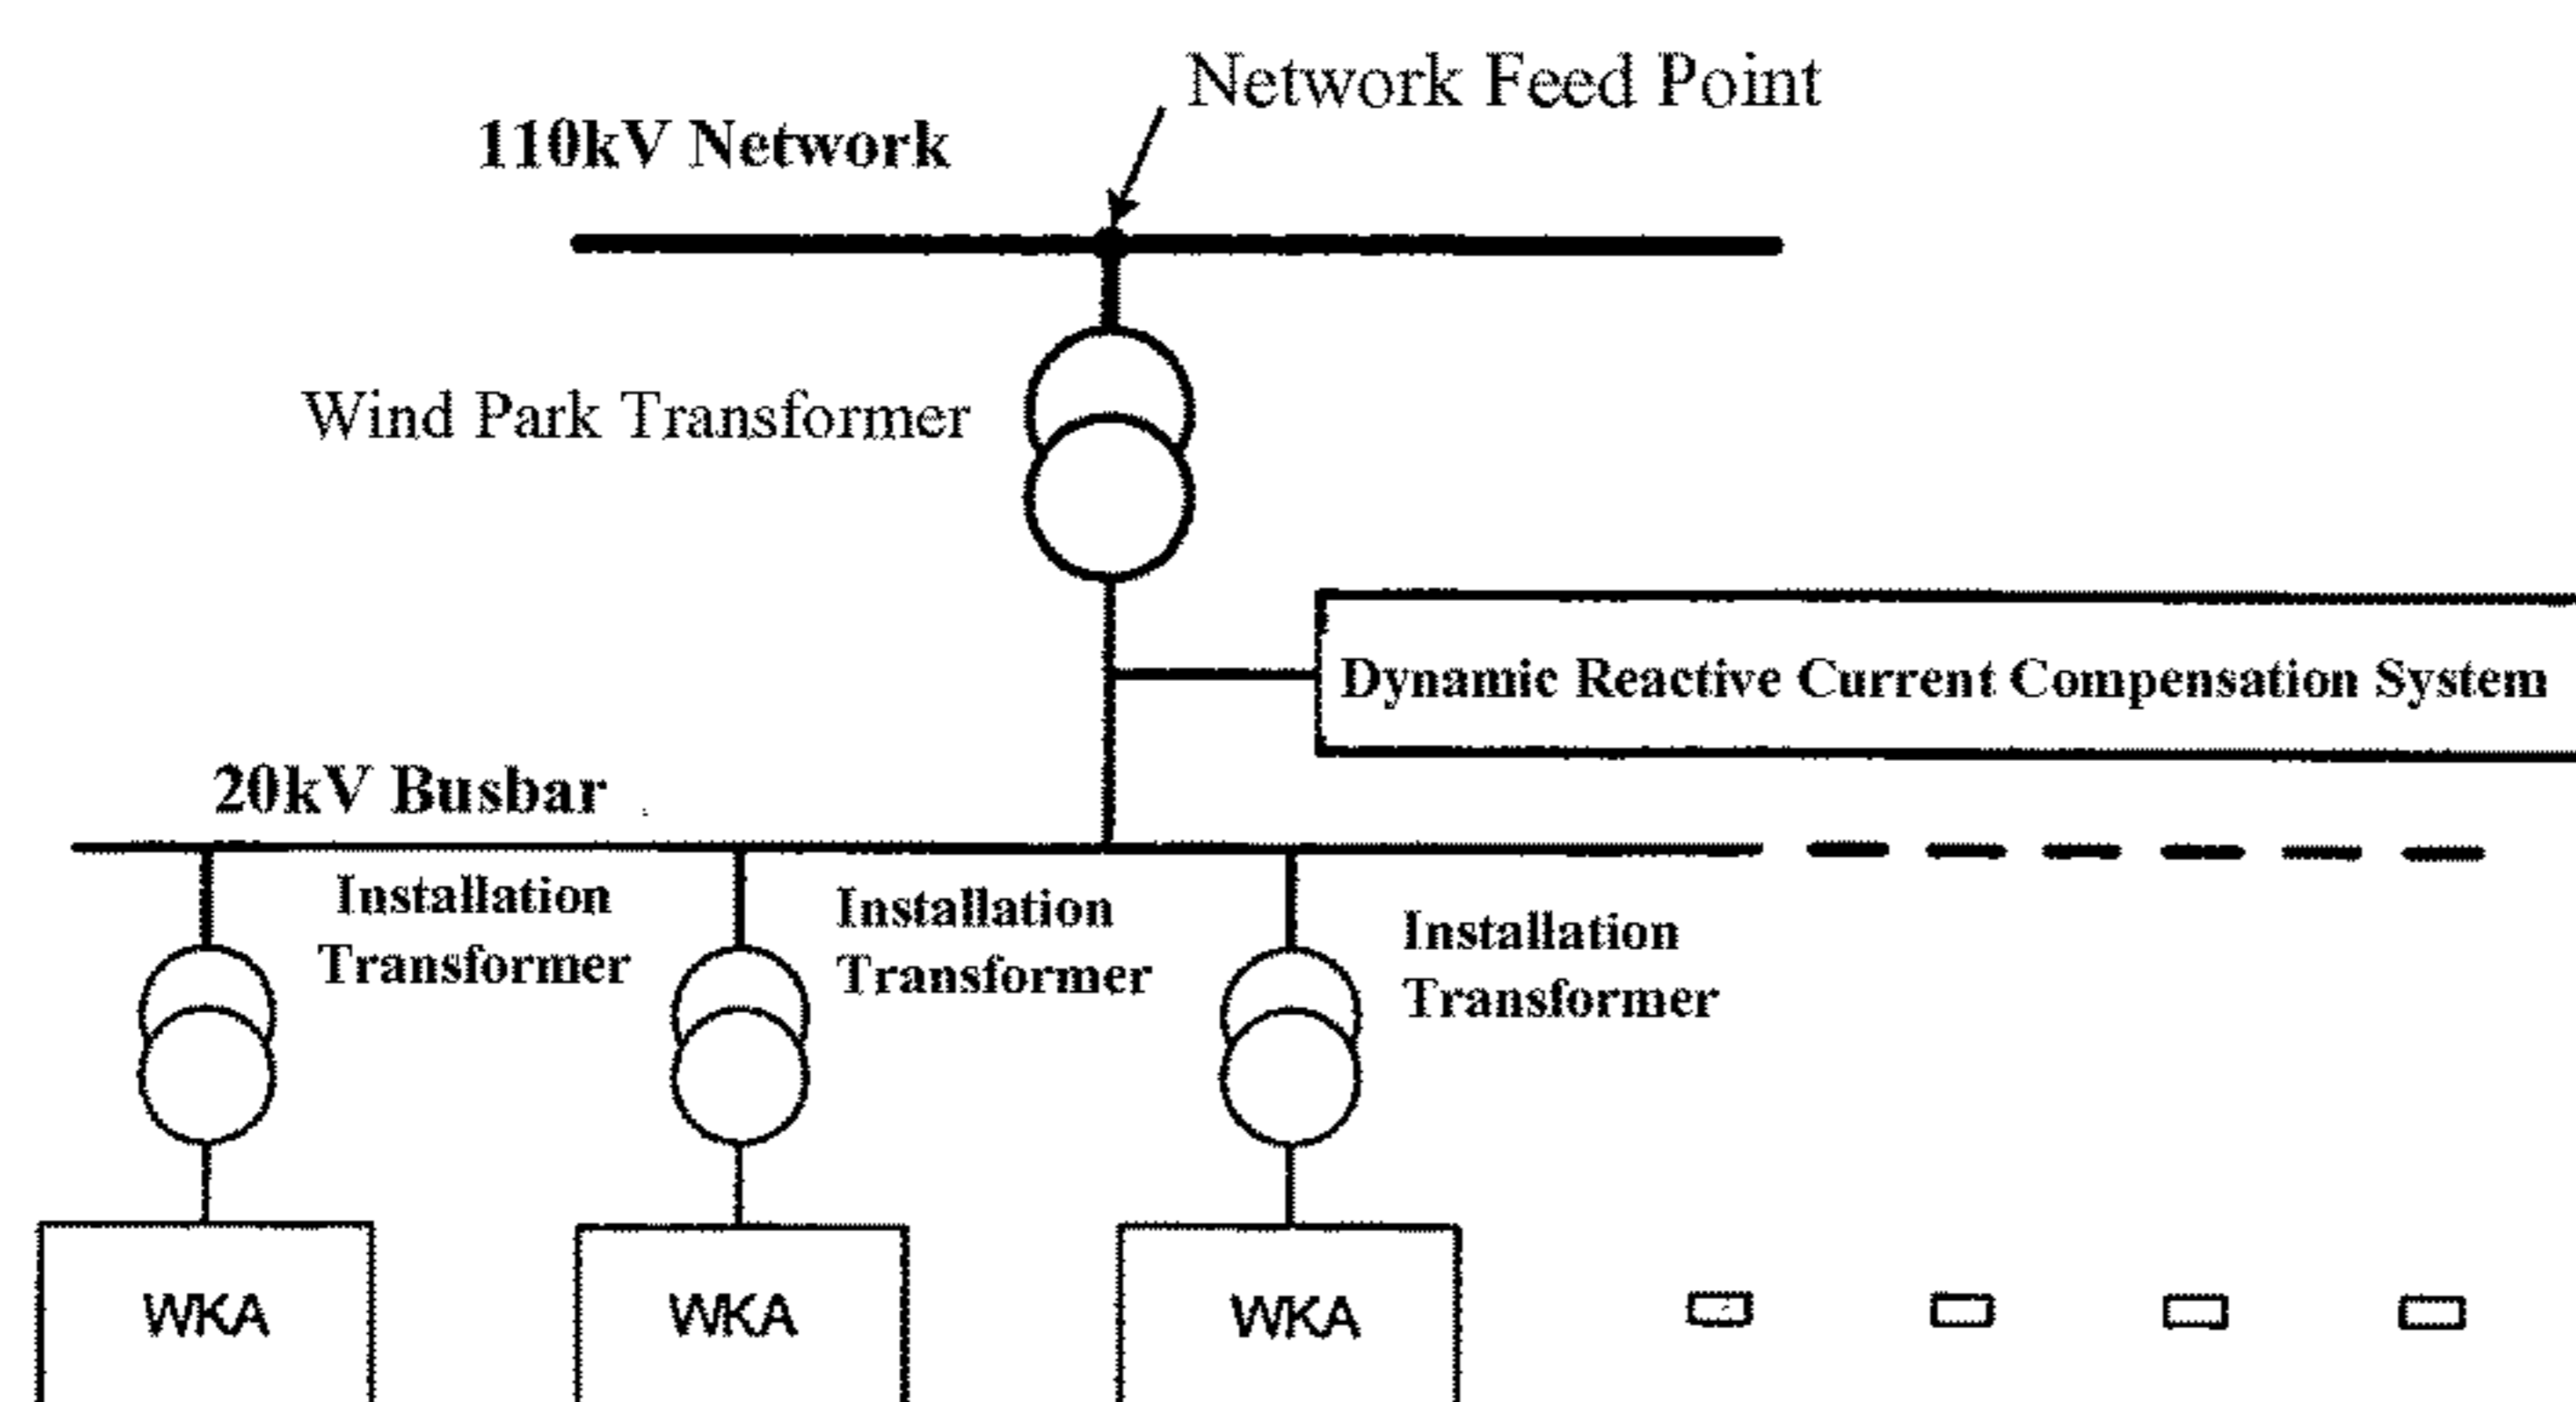 Network Feed Point
110kV Network
Wind Park Transformer
Dynamic Reactive Current Compensation System
20kV Busbar
Installation
Transformer
Installation
Transformer
Installation
Transformer
WKA
WKA
WKA